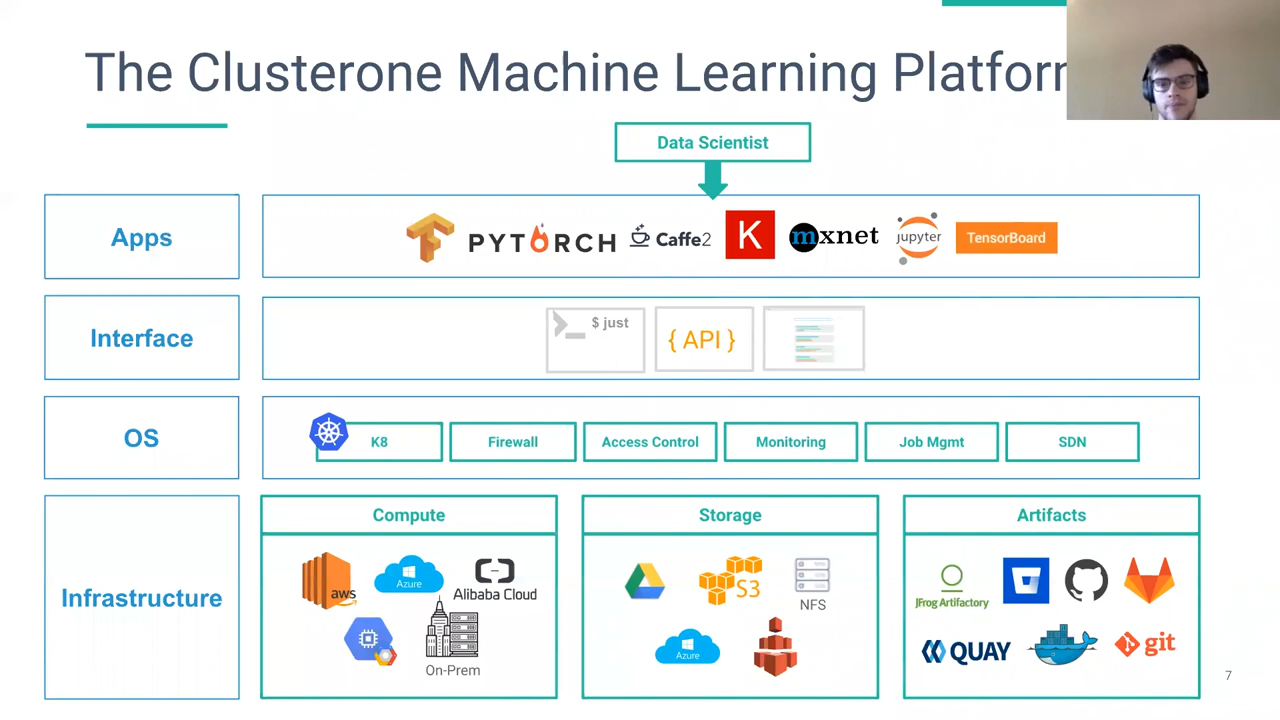 The Clusterone Machine Learning Platfor
Data Scientist
Apps
PYTORCH
Caffe2
K
mxnet
jupyter
TensorBoard
Interface
$ just
{ API }
OS
K8
Firewall
Access Control
Monitoring
Job Mgmt
SDN
Infrastructure
Compute
aws
Azure
Alibaba Cloud
On-Prem
Storage
S3
NFS
Azure
Artifacts
JFrog Artifactory
QUAY
git
7